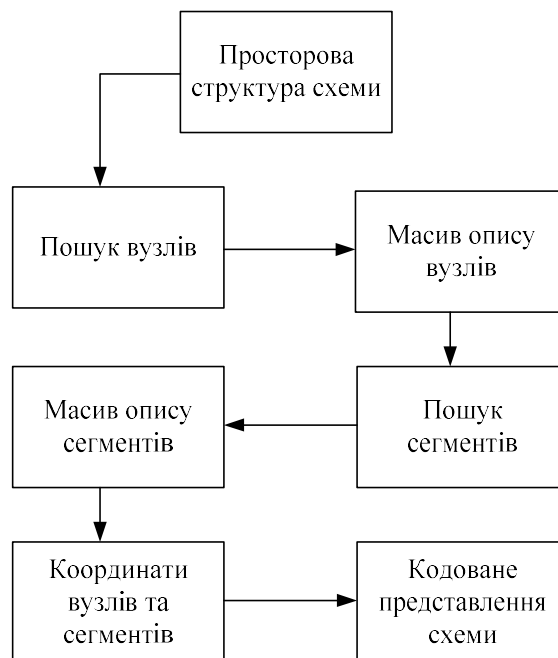 Просторова
структура схеми
Пошук вузлів
Масив опису
вузлів
Масив опису
сегментів
Пошук
сегментів
Координати
вузлів та
сегментів
Кодоване
представлення
схеми